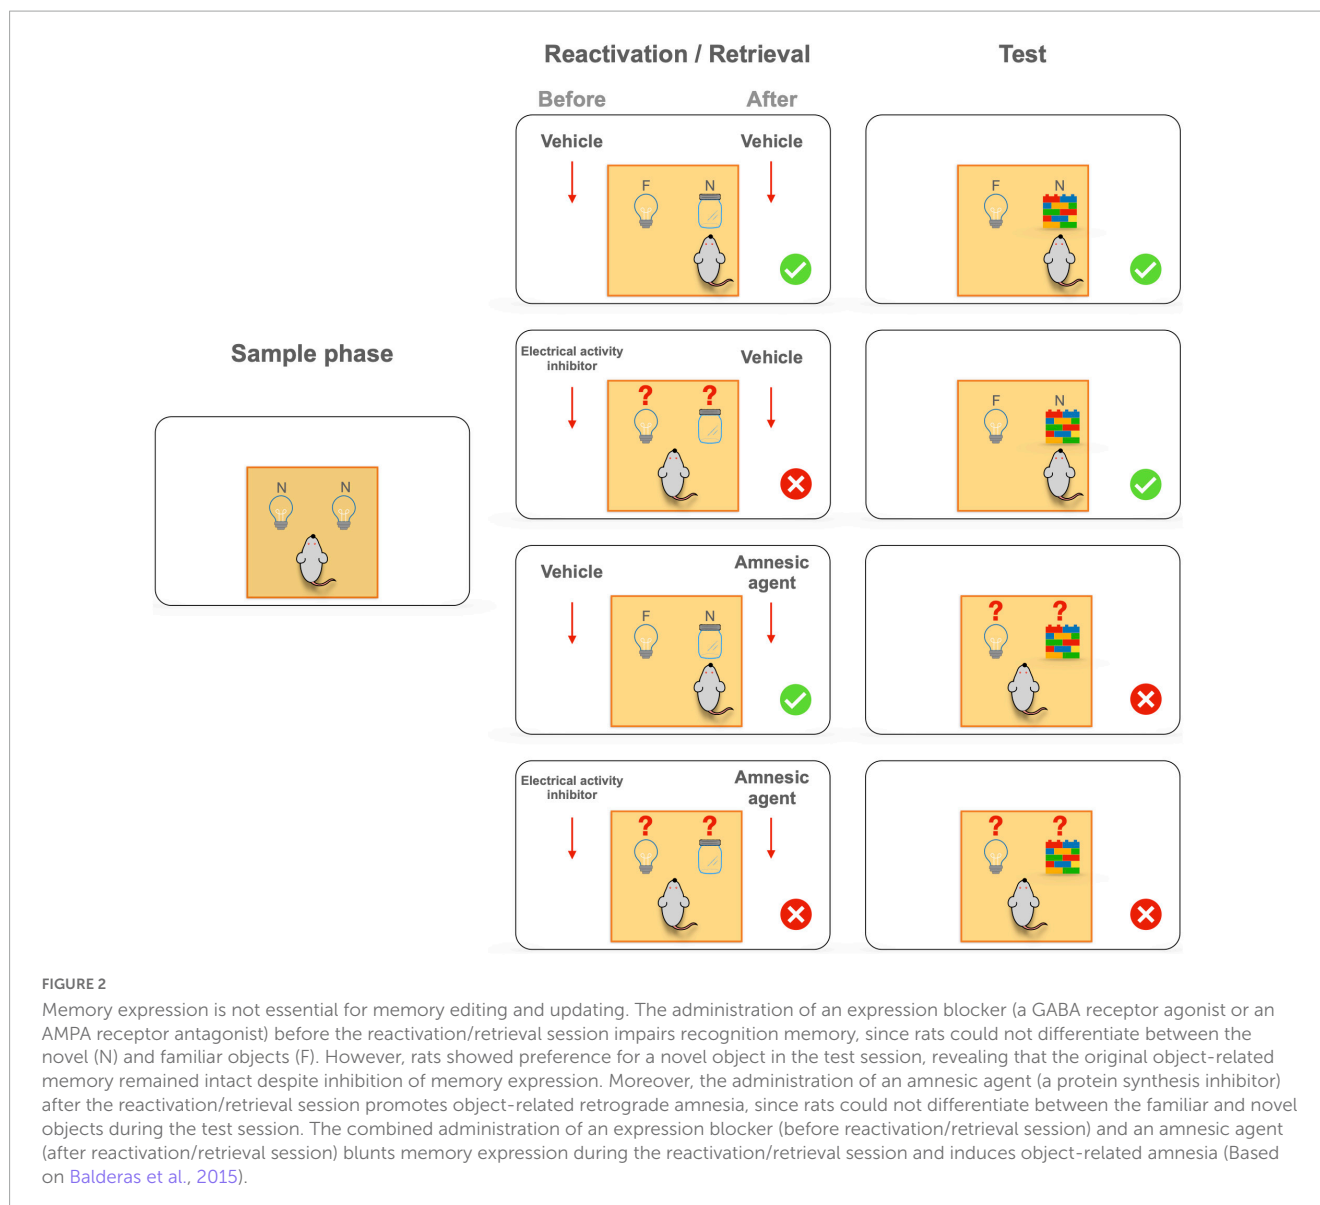 Reactivation / Retrieval
Test
Before
After
Vehicle
Vehicle
F
N
F
N
Sample phase
N
N
Electrical activity
inhibitor
Vehicle
?
?
F
N
Vehicle
Amnesic
agent
F
N
?
?
Electrical activity
inhibitor
Amnesic
agent
?
?
?
?
FIGURE 2
Memory expression is not essential for memory editing and updating. The administration of an expression blocker (a GABA receptor agonist or an
AMPA receptor antagonist) before the reactivation/retrieval session impairs recognition memory, since rats could not differentiate between the
novel (N) and familiar objects (F). However, rats showed preference for a novel object in the test session, revealing that the original object-related
memory remained intact despite inhibition of memory expression. Moreover, the administration of an amnesic agent (a protein synthesis inhibitor)
after the reactivation/retrieval session promotes object-related retrograde amnesia, since rats could not differentiate between the familiar and novel
objects during the test session. The combined administration of an expression blocker (before reactivation/retrieval session) and an amnesic agent
(after reactivation/retrieval session) blunts memory expression during the reactivation/retrieval session and induces object-related amnesia (Based
on Balderas et al., 2015).